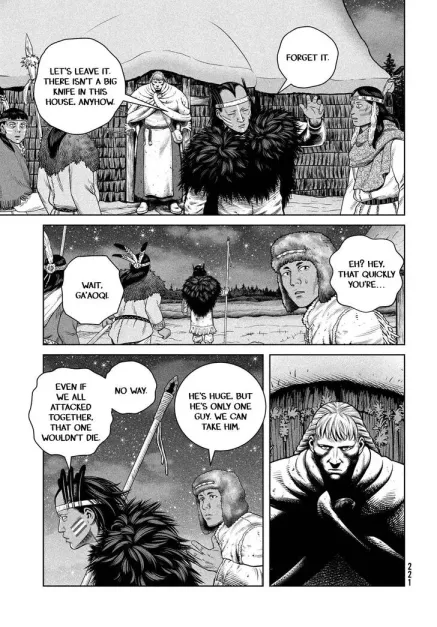 FORGET IT.
LET'S LEAVE IT.
THERE ISN'T A BIG
KNIFE IN THIS
HOUSE, ANYHOW.
EH? HEY,
THAT QUICKLY
YOU'RE...
WAIT,
GA'AOQI.
HE'S HUGE, BUT
HE'S ONLY ONE
GUY. WE CAN
TAKE HIM.
NO WAY.
EVEN IF
WE ALL
ATTACKED
TOGETHER,
THAT ONE
WOULDN'T DIE.
221